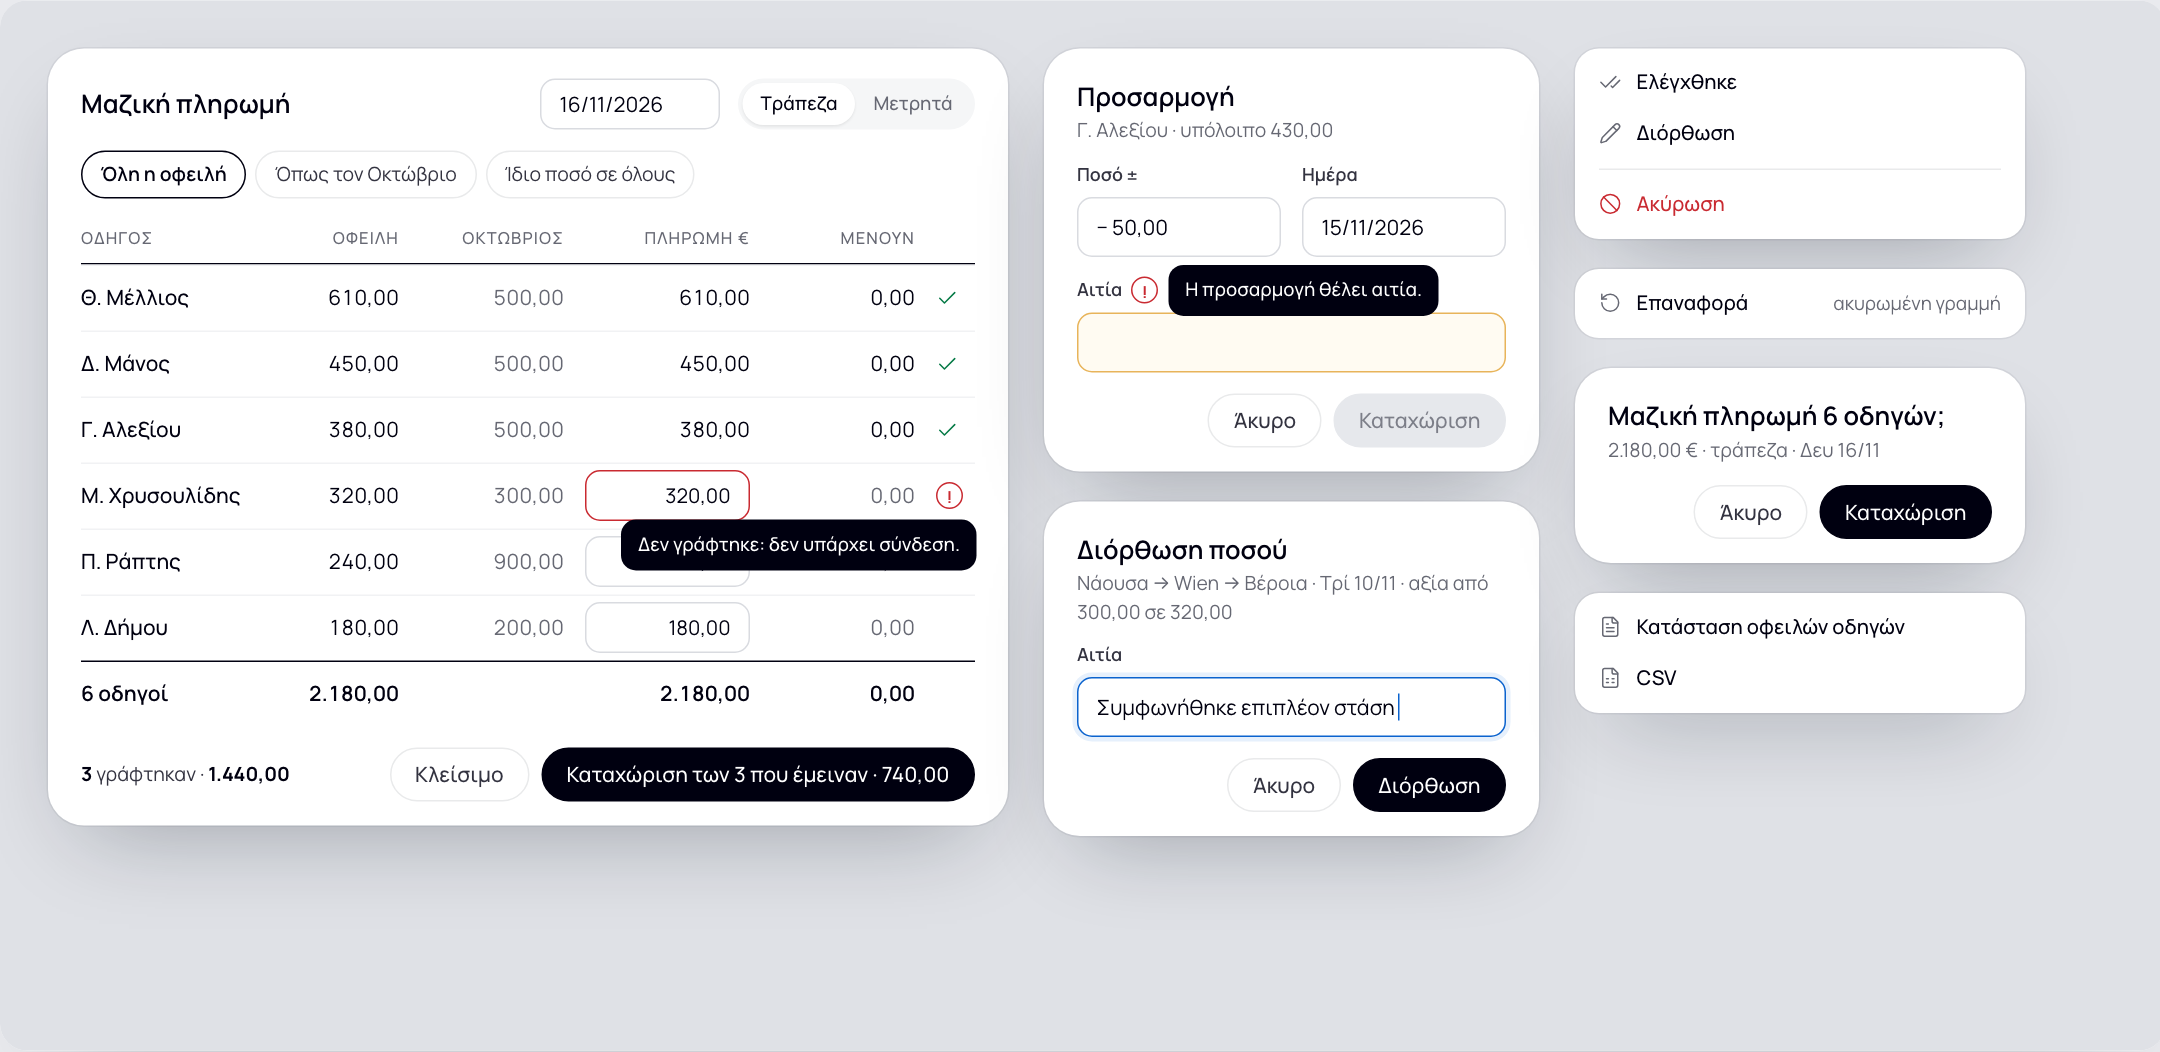 Μαζική πληρωμή
16/11/2026
Τράπεζα Μετρητά
Όλη η οφειλή Όπως τον Οκτώβριο Ίδιο ποσό σε όλους
ΟΔΗΓΟΣ ΟΦΕΙΛΗ ΟΚΤΩΒΡΙΟΣ ΠΛΗΡΩΜΗ € ΜΕΝΟΥΝ
Θ. Μέλλιος 610,00 500,00 610,00 0,00
Δ. Μάνος 450,00 500,00 450,00 0,00
Γ. Αλεξίου 380,00 500,00 380,00 0,00
Μ. Χρυσουλίδης 320,00 300,00 320,00 0,00
Δεν γράφτηκε: δεν υπάρχει σύνδεση.
Π. Ράπτης 240,00 900,00
Λ. Δήμου 180,00 200,00 180,00 0,00
6 οδηγοί 2.180,00 2.180,00 0,00
3 γράφτηκαν · 1.440,00
Κλείσιμο
Καταχώριση των 3 που έμειναν · 740,00
Προσαρμογή
Γ. Αλεξίου · υπόλοιπο 430,00
Ποσό ± Ημέρα
− 50,00 15/11/2026
Αιτία
Η προσαρμογή θέλει αιτία.
Άκυρο Καταχώριση
Διόρθωση ποσού
Νάουσα → Wien → Βέροια · Τρί 10/11 · αξία από
300,00 σε 320,00
Αιτία
Συμφωνήθηκε επιπλέον στάση
Άκυρο Διόρθωση
Ελέγχθηκε
Διόρθωση
Ακύρωση
Επαναφορά ακυρωμένη γραμμή
Μαζική πληρωμή 6 οδηγών;
2.180,00 € · τράπεζα · Δευ 16/11
Άκυρο Καταχώριση
Κατάσταση οφειλών οδηγών
CSV